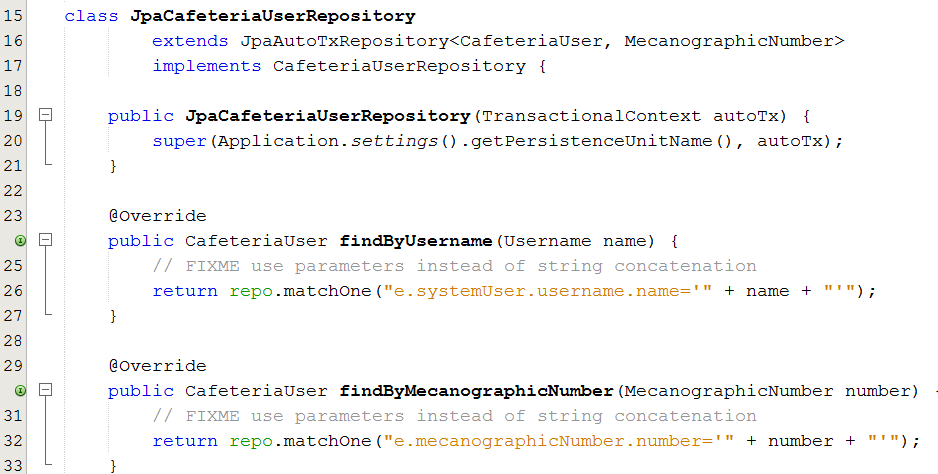 15 class JpaCafeteriaUserRepository
16 extends JpaAutoTxRepository<CafeteriaUser, MecanographicNumber>
17 implements CafeteriaUserRepository {
18
19 public JpaCafeteriaUserRepository(TransactionalContext autoTx) {
20 super(Application.settings().getPersistenceUnitName(), autoTx);
21 }
22
23 @Override
public CafeteriaUser findByUsername(Username name) {
25 // FIXME use parameters instead of string concatenation
26 return repo.matchOne("e.systemUser.username.name='" + name + "'");
27 }
28
29 @Override
public CafeteriaUser findByMecanographicNumber(MecanographicNumber number) {
31 // FIXME use parameters instead of string concatenation
32 return repo.matchOne("e.mecanographicNumber.number='" + number + "'");
33 }